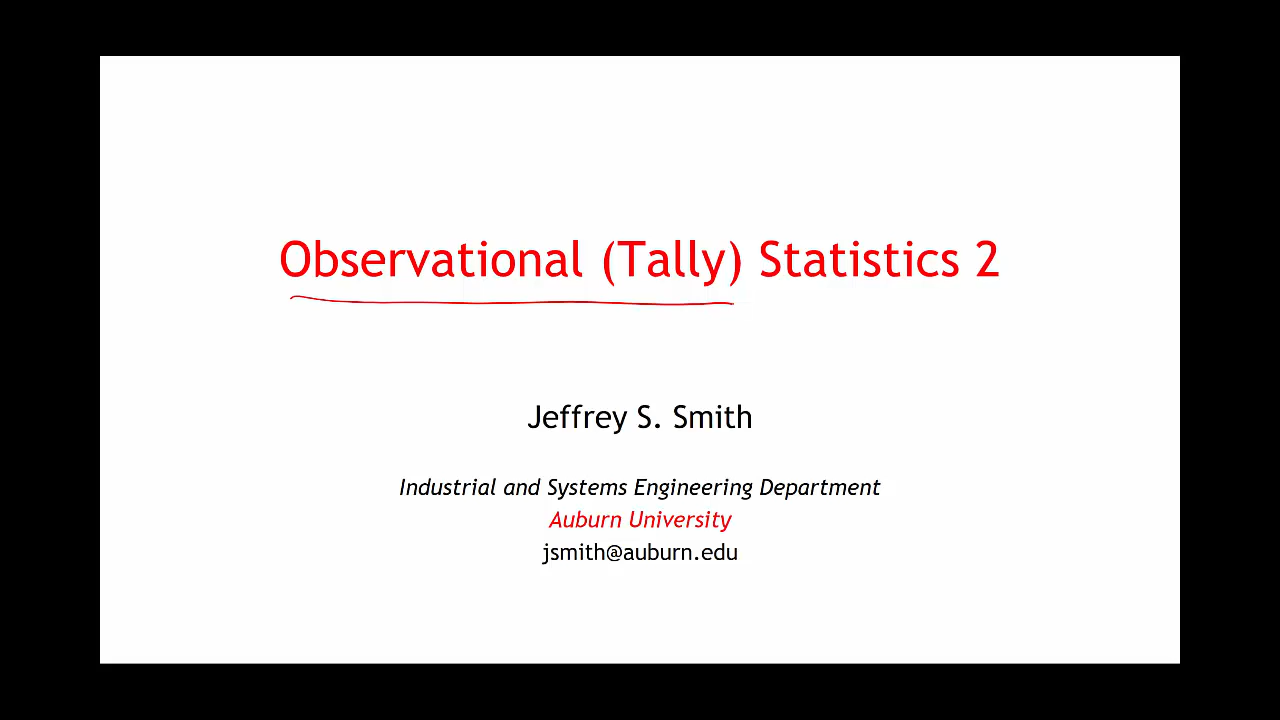 Observational (Tally) Statistics 2
Jeffrey S. Smith
Industrial and Systems Engineering Department
Auburn University
jsmith@auburn.edu